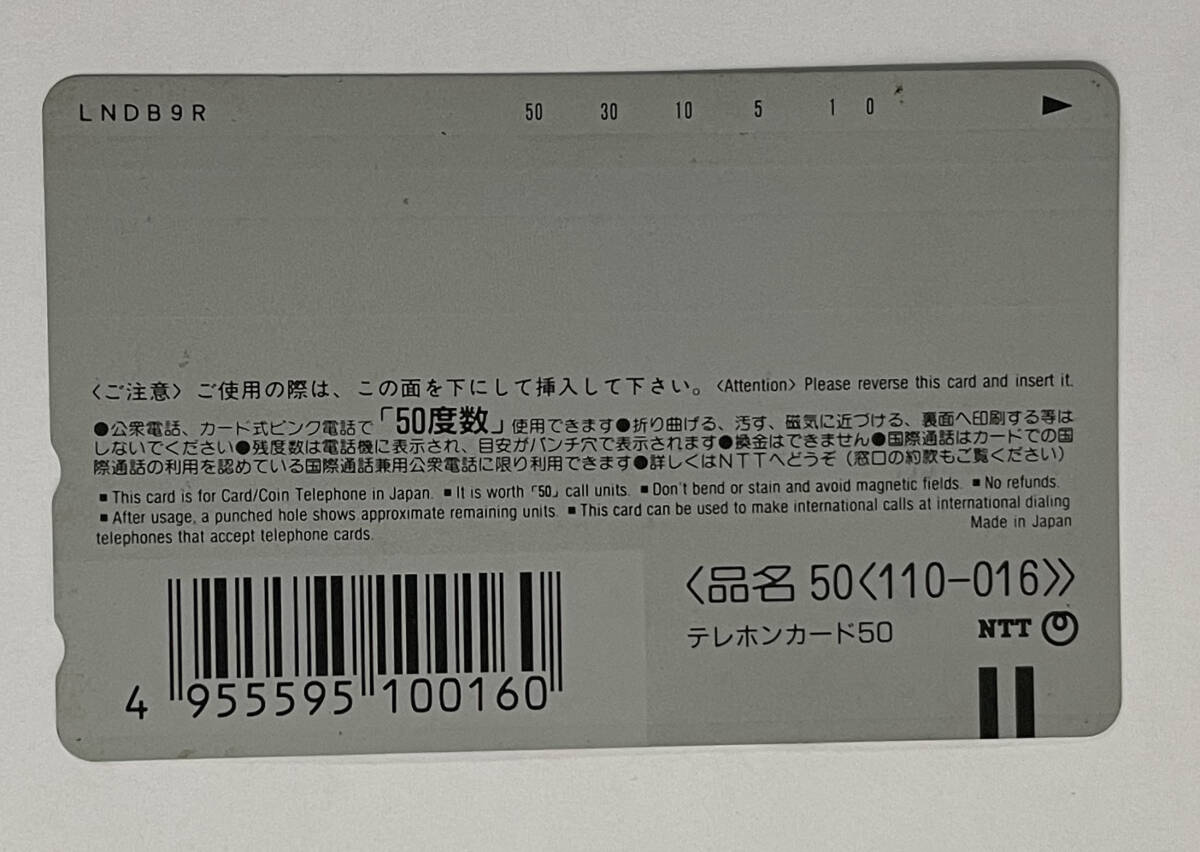 LNDB9R 50 30 10 5 1 0
〈ご注意〉ご使用の際は、この面を下にして挿入して下さい。〈Attention〉Please reverse this card and insert it.
●公衆電話、カード式ピンク電話で「50度数」使用できます●折り曲げる、汚す、磁気に近づける、裏面へ印刷する等は
しないでください●残度数は電話機に表示され、目安がパンチ穴で表示されます●換金はできません●国際通話はカードでの国
際通話の利用を認めている国際通話兼用公衆電話に限り利用できます●詳しくはNTTへどうぞ（窓口の約款もご覧ください）
■This card is for Card/Coin Telephone in Japan. ■It is worth「50」call units. ■Don't bend or stain and avoid magnetic fields. ■No refunds.
■After usage, a punched hole shows approximate remaining units. ■This card can be used to make international calls at international dialing
telephones that accept telephone cards. Made in Japan
〈品名 50〈110-016〉〉
テレホンカード50 NTT
4 955595 100160